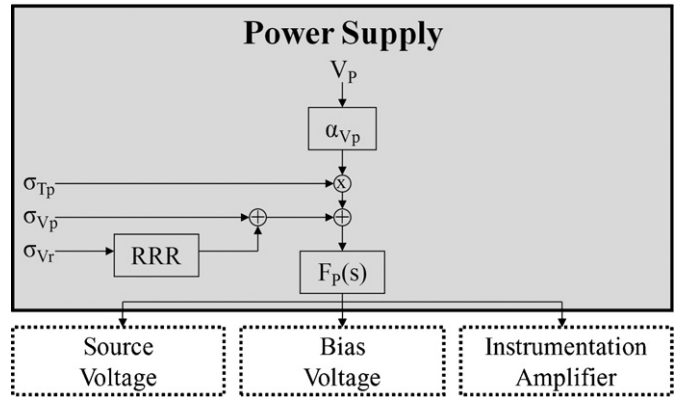 Power Supply
V_P
α_Vp
σ_Tp
x
σ_Vp
+
+
σ_Vr
RRR
F_P(s)
Source
Voltage
Bias
Voltage
Instrumentation
Amplifier